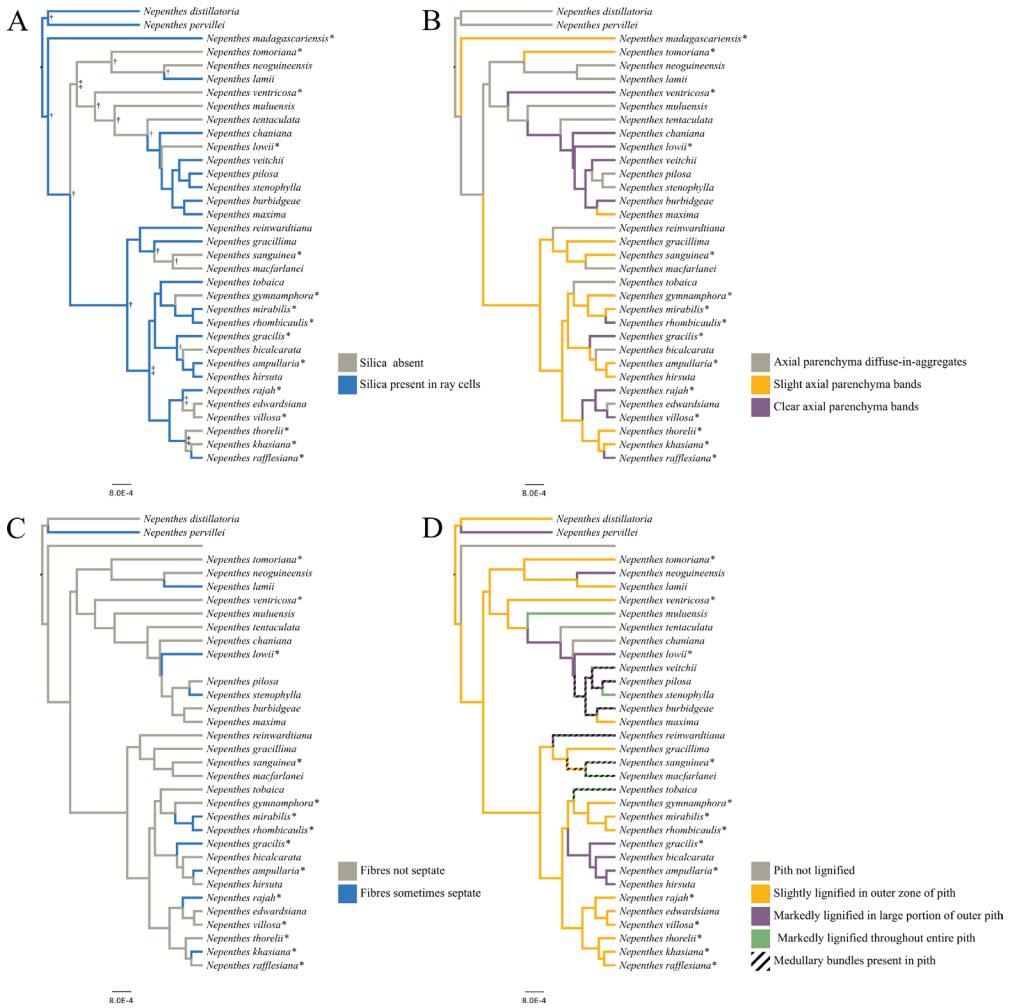 A
Nepenthes distillatoria
Nepenthes pervillei
Nepenthes madagascariensis*
Nepenthes tomoriana*
Nepenthes neoguineensis
Nepenthes lamii
Nepenthes ventricosa*
Nepenthes muluensis
Nepenthes tentaculata
Nepenthes chaniana
Nepenthes lowii*
Nepenthes veitchii
Nepenthes pilosa
Nepenthes stenophylla
Nepenthes burbidgeae
Nepenthes maxima
Nepenthes reinwardtiana
Nepenthes gracillima
Nepenthes sanguinea*
Nepenthes macfarlanei
Nepenthes tobaica
Nepenthes gymnamphora*
Nepenthes mirabilis*
Nepenthes rhombicaulis*
Nepenthes gracilis*
Nepenthes bicalcarata
Nepenthes ampullaria*
Nepenthes hirsuta
Nepenthes rajah*
Nepenthes edwardsiana
Nepenthes villosa*
Nepenthes thorelii*
Nepenthes khasiana*
Nepenthes rafflesiana*
Silica absent
Silica present in ray cells
8.0E-4
B
Nepenthes distillatoria
Nepenthes pervillei
Nepenthes madagascariensis*
Nepenthes tomoriana*
Nepenthes neoguineensis
Nepenthes lamii
Nepenthes ventricosa*
Nepenthes muluensis
Nepenthes tentaculata
Nepenthes chaniana
Nepenthes lowii*
Nepenthes veitchii
Nepenthes pilosa
Nepenthes stenophylla
Nepenthes burbidgeae
Nepenthes maxima
Nepenthes reinwardtiana
Nepenthes gracillima
Nepenthes sanguinea*
Nepenthes macfarlanei
Nepenthes tobaica
Nepenthes gymnamphora*
Nepenthes mirabilis*
Nepenthes rhombicaulis*
Nepenthes gracilis*
Nepenthes bicalcarata
Nepenthes ampullaria*
Nepenthes hirsuta
Nepenthes rajah*
Nepenthes edwardsiana
Nepenthes villosa*
Nepenthes thorelii*
Nepenthes khasiana*
Nepenthes rafflesiana*
Axial parenchyma diffuse-in-aggregates
Slight axial parenchyma bands
Clear axial parenchyma bands
8.0E-4
C
Nepenthes distillatoria
Nepenthes pervillei
Nepenthes tomoriana*
Nepenthes neoguineensis
Nepenthes lamii
Nepenthes ventricosa*
Nepenthes muluensis
Nepenthes tentaculata
Nepenthes chaniana
Nepenthes lowii*
Nepenthes pilosa
Nepenthes stenophylla
Nepenthes burbidgeae
Nepenthes maxima
Nepenthes reinwardtiana
Nepenthes gracillima
Nepenthes sanguinea*
Nepenthes macfarlanei
Nepenthes tobaica
Nepenthes gymnamphora*
Nepenthes mirabilis*
Nepenthes rhombicaulis*
Nepenthes gracilis*
Nepenthes bicalcarata
Nepenthes ampullaria*
Nepenthes hirsuta
Nepenthes rajah*
Nepenthes edwardsiana
Nepenthes villosa*
Nepenthes thorelii*
Nepenthes khasiana*
Nepenthes rafflesiana*
Fibres not septate
Fibres sometimes septate
8.0E-4
D
Nepenthes distillatoria
Nepenthes pervillei
Nepenthes tomoriana*
Nepenthes neoguineensis
Nepenthes lamii
Nepenthes ventricosa*
Nepenthes muluensis
Nepenthes tentaculata
Nepenthes chaniana
Nepenthes lowii*
Nepenthes veitchii
Nepenthes pilosa
Nepenthes stenophylla
Nepenthes burbidgeae
Nepenthes maxima
Nepenthes reinwardtiana
Nepenthes gracillima
Nepenthes sanguinea*
Nepenthes macfarlanei
Nepenthes tobaica
Nepenthes gymnamphora*
Nepenthes mirabilis*
Nepenthes rhombicaulis*
Nepenthes gracilis*
Nepenthes bicalcarata
Nepenthes ampullaria*
Nepenthes hirsuta
Nepenthes rajah*
Nepenthes edwardsiana
Nepenthes villosa*
Nepenthes thorelii*
Nepenthes khasiana*
Nepenthes rafflesiana*
Pith not lignified
Slightly lignified in outer zone of pith
Markedly lignified in large portion of outer pith
Markedly lignified throughout entire pith
Medullary bundles present in pith
8.0E-4